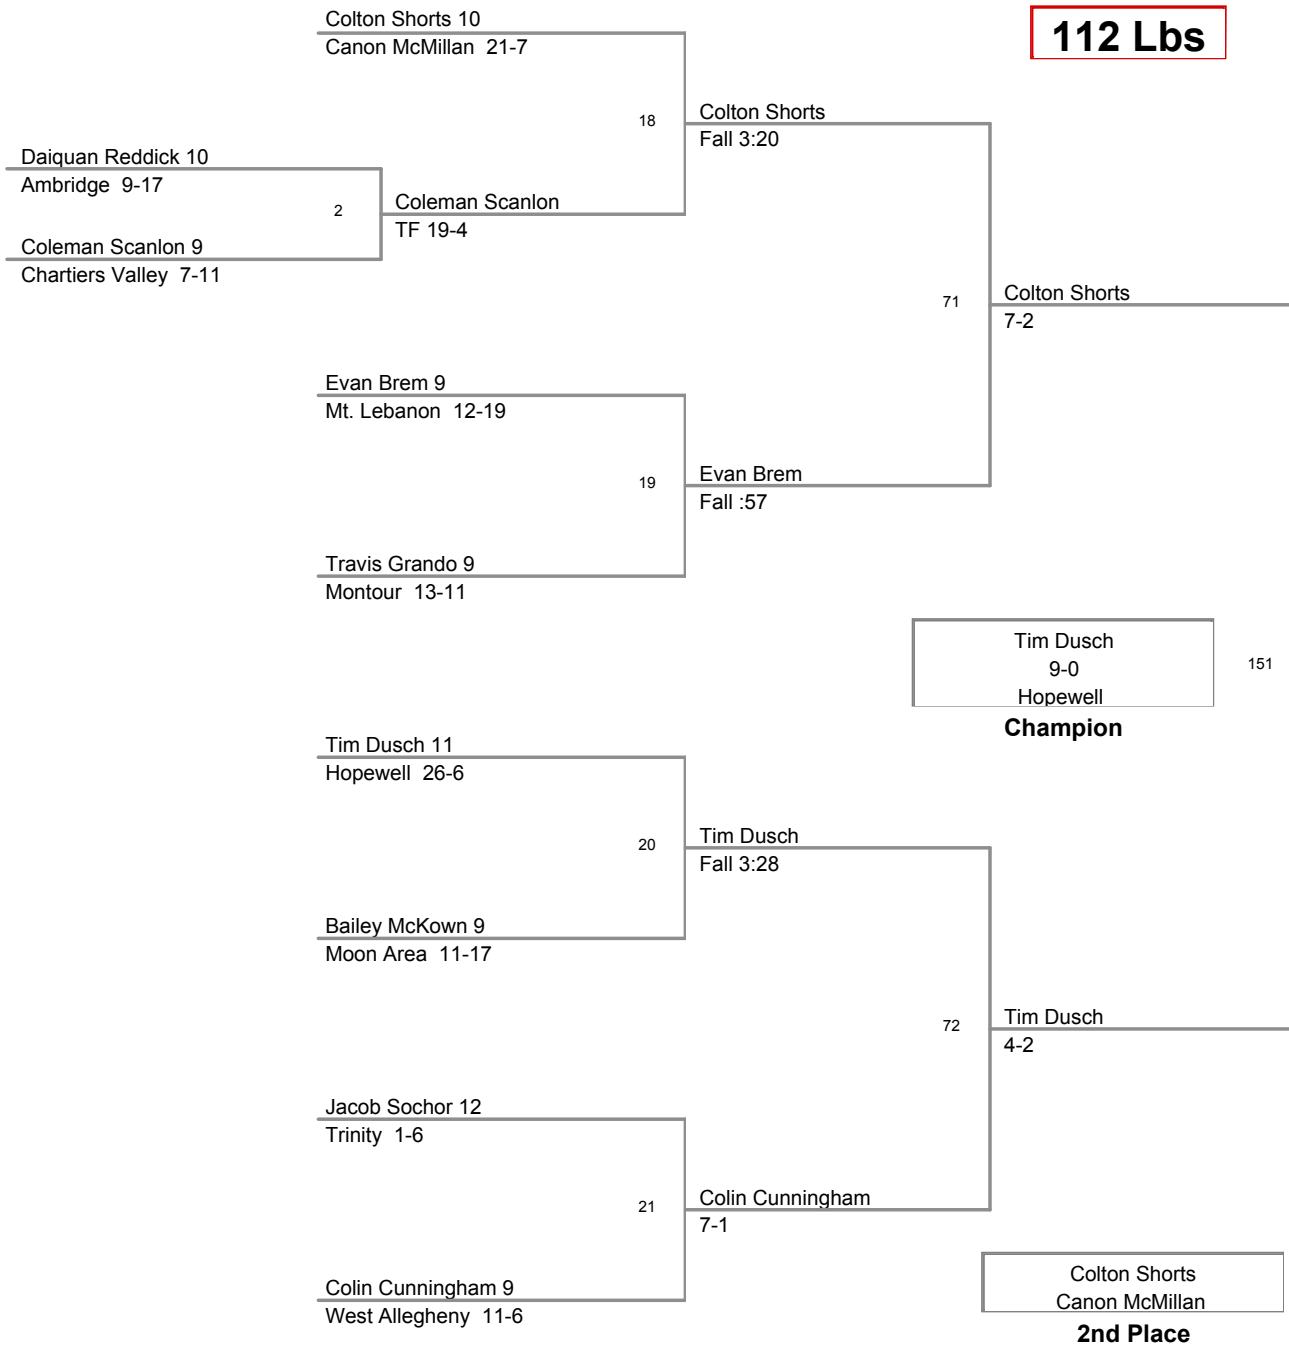 Colton Shorts 10
Canon McMillan 21-7
112 Lbs
18
Colton Shorts
Fall 3:20
Daiquan Reddick 10
Ambridge 9-17
2
Coleman Scanlon
TF 19-4
Coleman Scanlon 9
Chartiers Valley 7-11
71
Colton Shorts
7-2
Evan Brem 9
Mt. Lebanon 12-19
19
Evan Brem
Fall :57
Travis Grando 9
Montour 13-11
Tim Dusch
9-0
Hopewell
151
Champion
Tim Dusch 11
Hopewell 26-6
20
Tim Dusch
Fall 3:28
Bailey McKown 9
Moon Area 11-17
72
Tim Dusch
4-2
Jacob Sochor 12
Trinity 1-6
21
Colin Cunningham
7-1
Colin Cunningham 9
West Allegheny 11-6
Colton Shorts
Canon McMillan
2nd Place